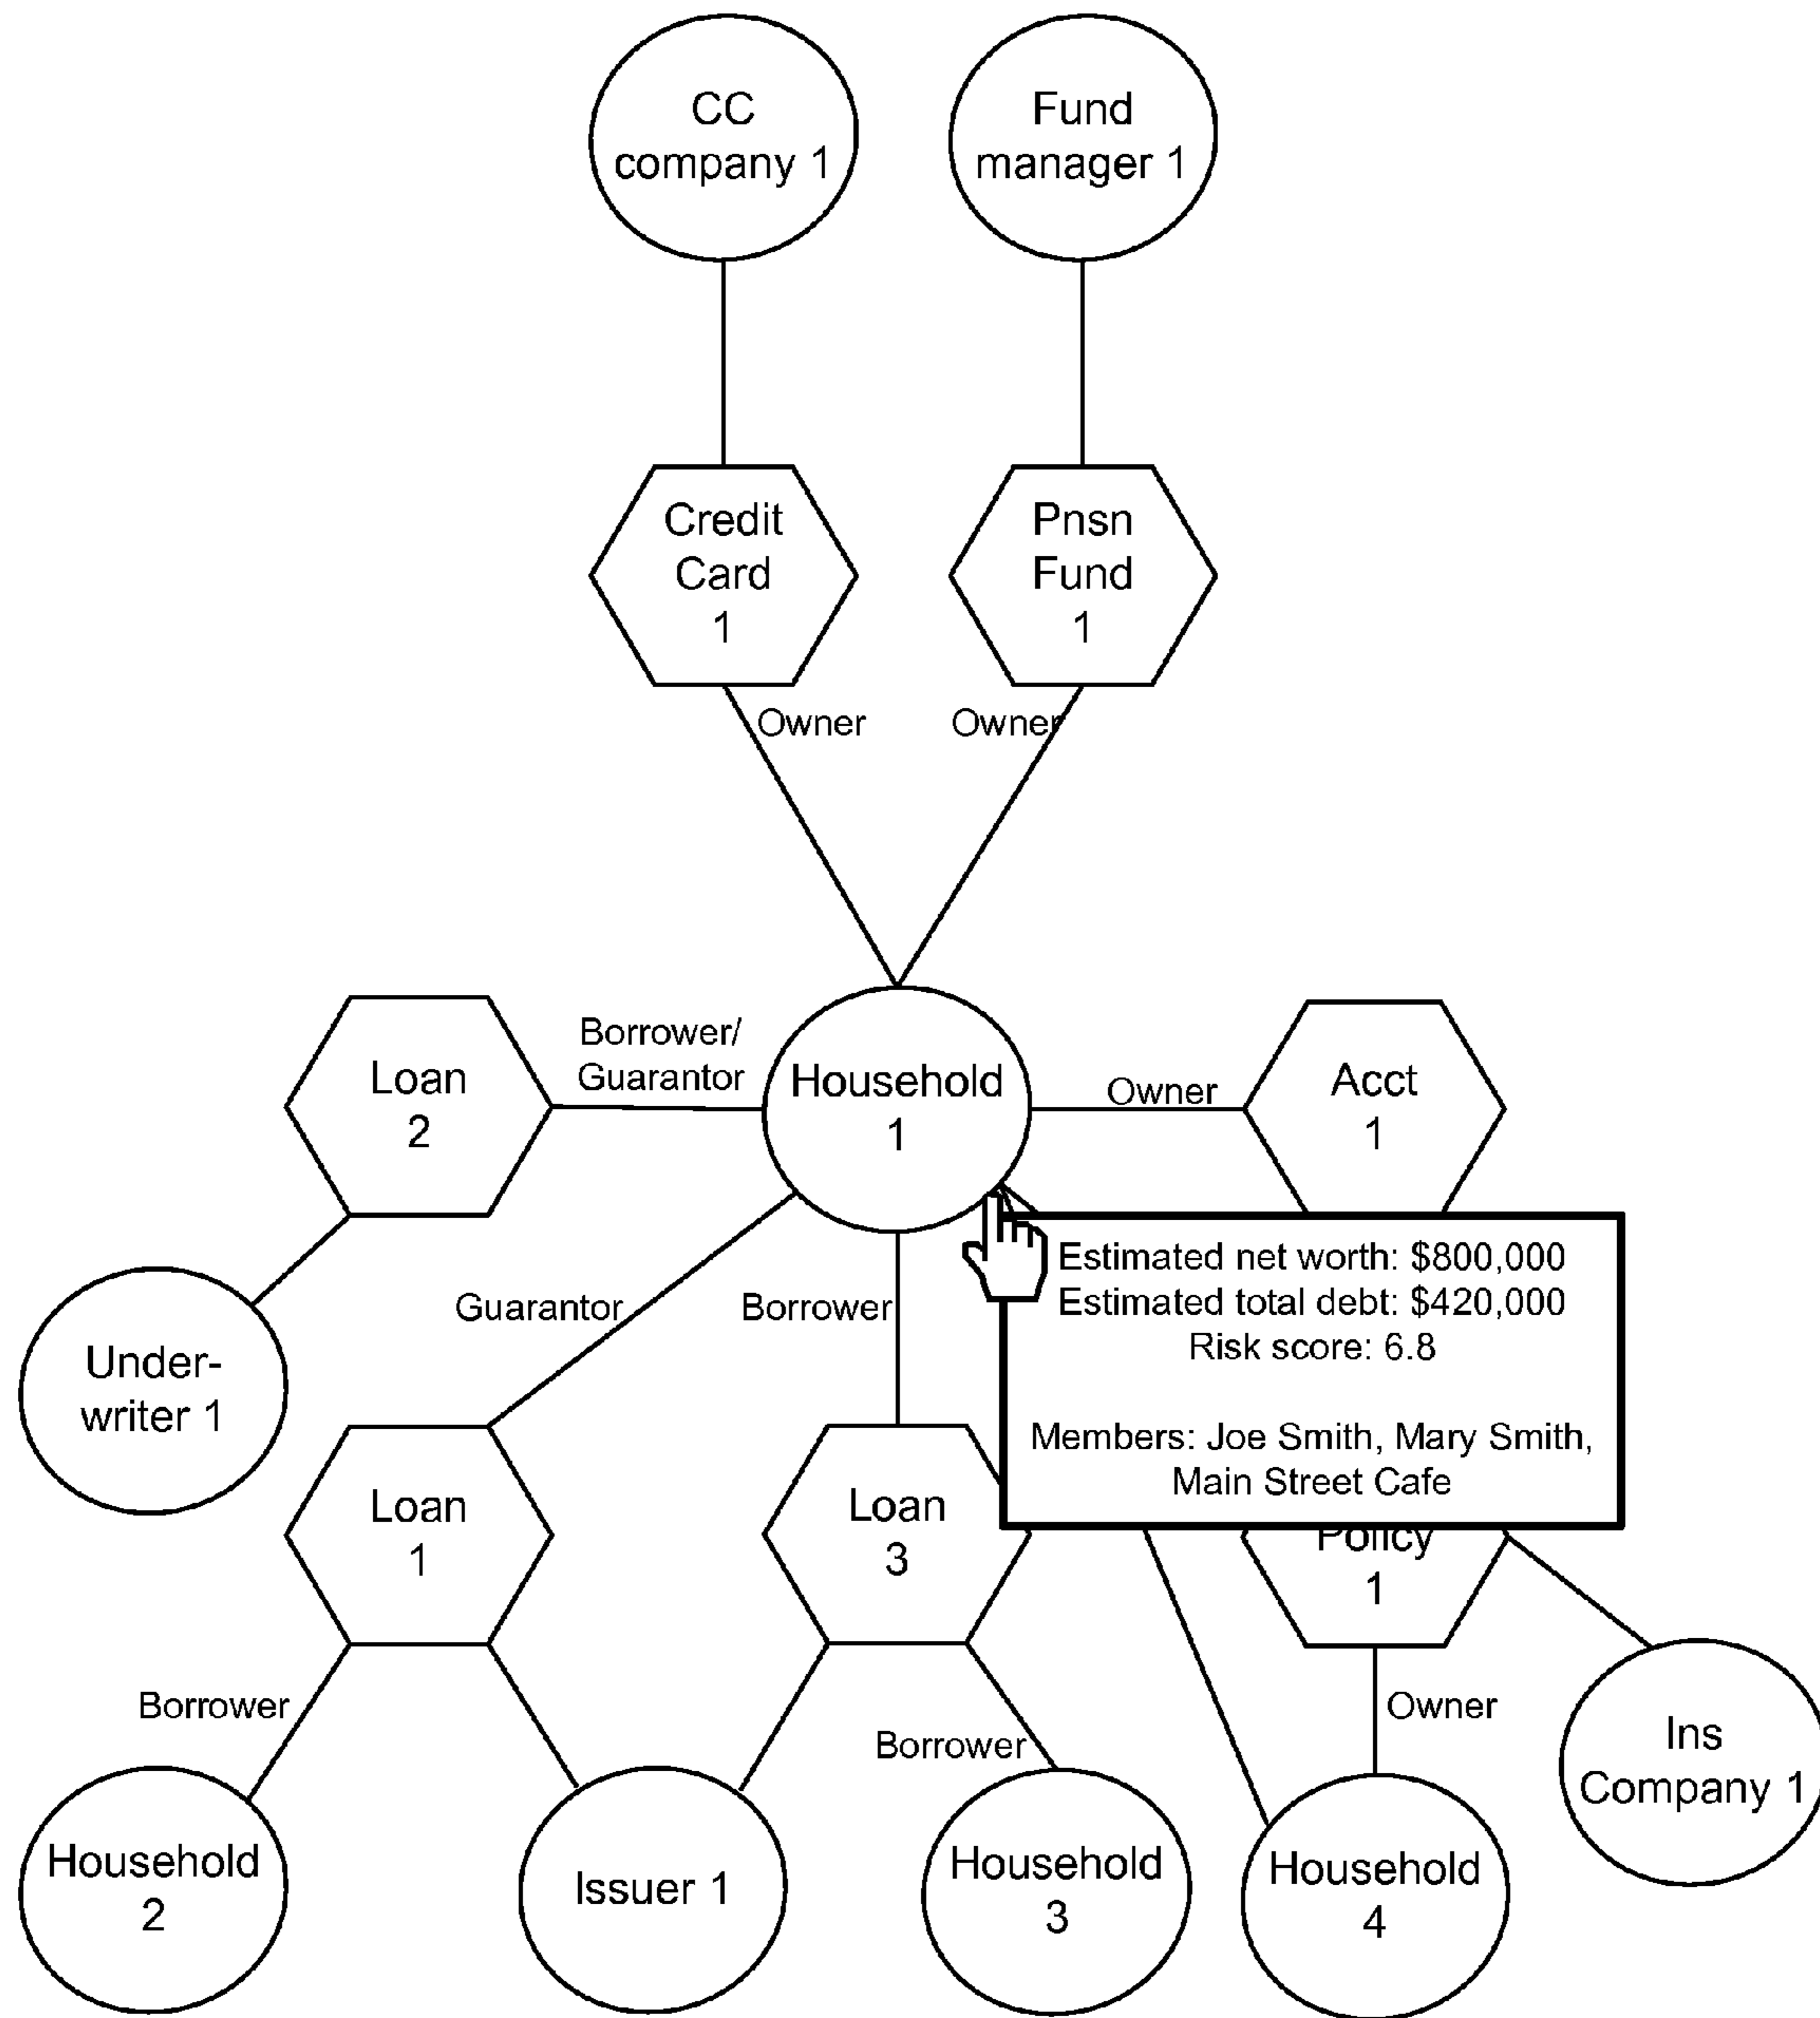 CC
company 1
Fund
manager 1
Credit
Card
1
Pnsn
Fund
1
Owner
Owner
Loan
2
Borrower/
Guarantor
Household
1
Owner
Acct
1
Estimated net worth: $800,000
Estimated total debt: $420,000
Risk score: 6.8
Members: Joe Smith, Mary Smith,
Main Street Cafe
Guarantor
Borrower
Under-
writer 1
Loan
1
Loan
3
Policy
1
Borrower
Borrower
Owner
Ins
Company 1
Household
2
Issuer 1
Household
3
Household
4